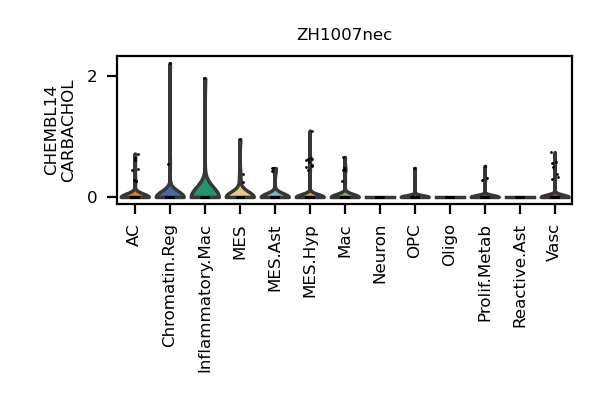 ZH1007nec
CHEMBL14
CARBACHOL
2
0
AC
Chromatin.Reg
Inflammatory.Mac
MES
MES.Ast
MES.Hyp
Mac
Neuron
OPC
Oligo
Prolif.Metab
Reactive.Ast
Vasc